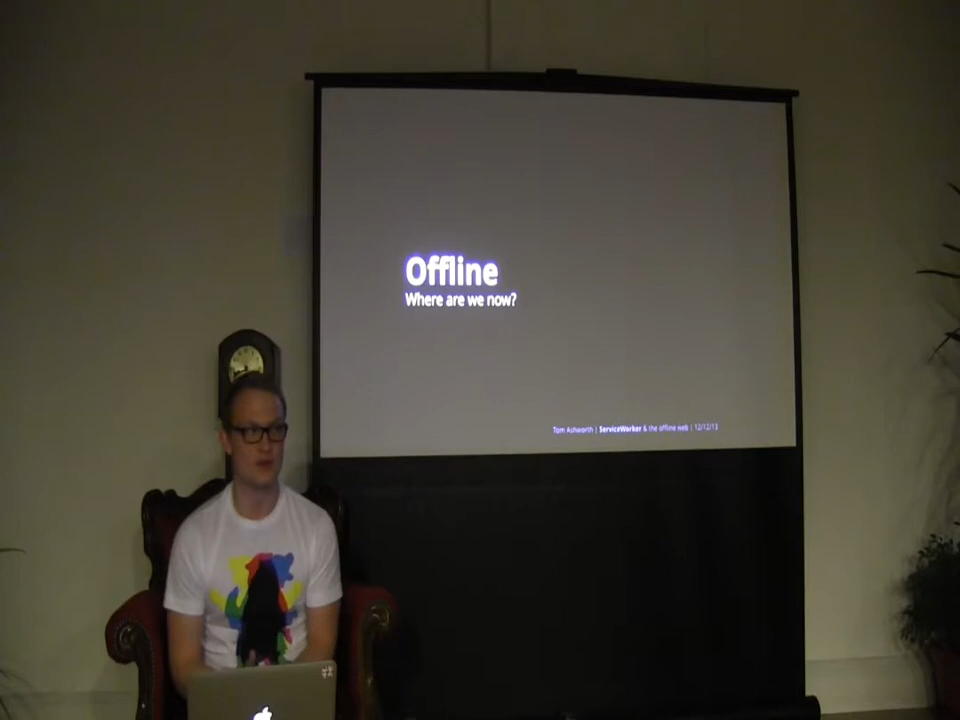 Offline
Where are we now?
Tom Ashworth | ServiceWorker & the offline web | 12/12/13